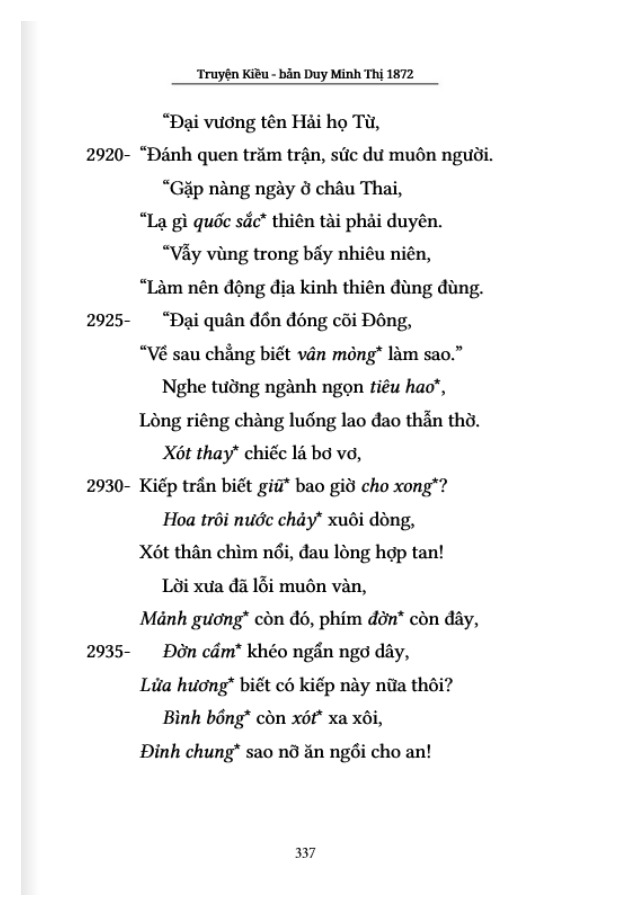 Truyện Kiều - bản Duy Minh Thị 1872
“Đại vương tên Hải họ Từ,
2920- “Đánh quen trăm trận, sức dư muôn người.
“Gặp nàng ngày ở châu Thai,
“Lạ gì quốc sắc* thiên tài phải duyên.
“Vẫy vùng trong bấy nhiêu niên,
“Làm nên động địa kinh thiên đùng đùng.
2925- “Đại quân đồn đóng cõi Đông,
“Về sau chẳng biết vân mòng* làm sao.”
Nghe tường ngành ngọn tiêu hao*,
Lòng riêng chàng luống lao đao thẫn thờ.
Xót thay* chiếc lá bơ vơ,
2930- Kiếp trần biết giũ* bao giờ cho xong*?
Hoa trôi nước chảy* xuôi dòng,
Xót thân chìm nổi, đau lòng hợp tan!
Lời xưa đã lỗi muôn vàn,
Mảnh gương* còn đó, phím đờn* còn đây,
2935- Đờn cầm* khéo ngẩn ngơ dây,
Lửa hương* biết có kiếp này nữa thôi?
Bình bồng* còn xót* xa xôi,
Đỉnh chung* sao nỡ ăn ngồi cho an!
337